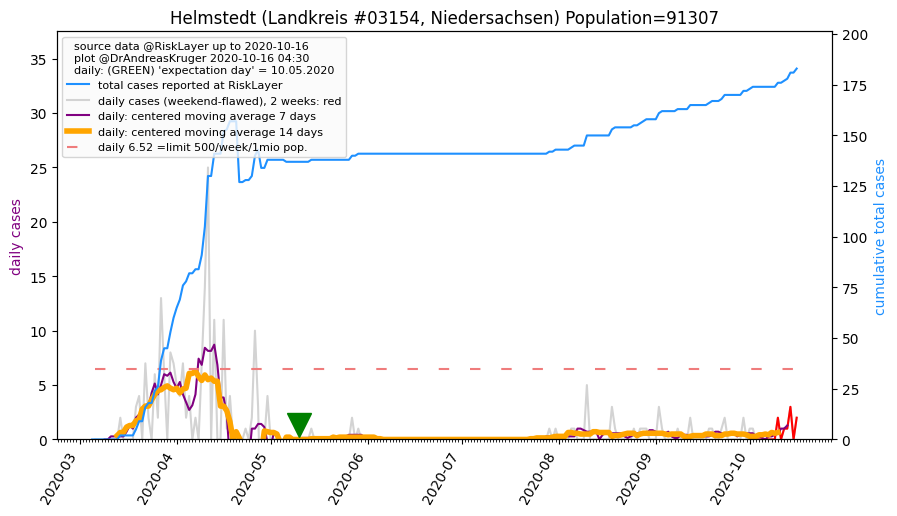 Helmstedt (Landkreis #03154, Niedersachsen) Population=91307
source data @RiskLayer up to 2020-10-16
plot @DrAndreasKruger 2020-10-16 04:30
daily: (GREEN) 'expectation day' = 10.05.2020
total cases reported at RiskLayer
daily cases (weekend-flawed), 2 weeks: red
daily: centered moving average 7 days
daily: centered moving average 14 days
daily 6.52 =limit 500/week/1mio pop.
daily cases
35
30
25
20
15
10
5
0
cumulative total cases
200
175
150
125
100
75
50
25
0
2020-03
2020-04
2020-05
2020-06
2020-07
2020-08
2020-09
2020-10